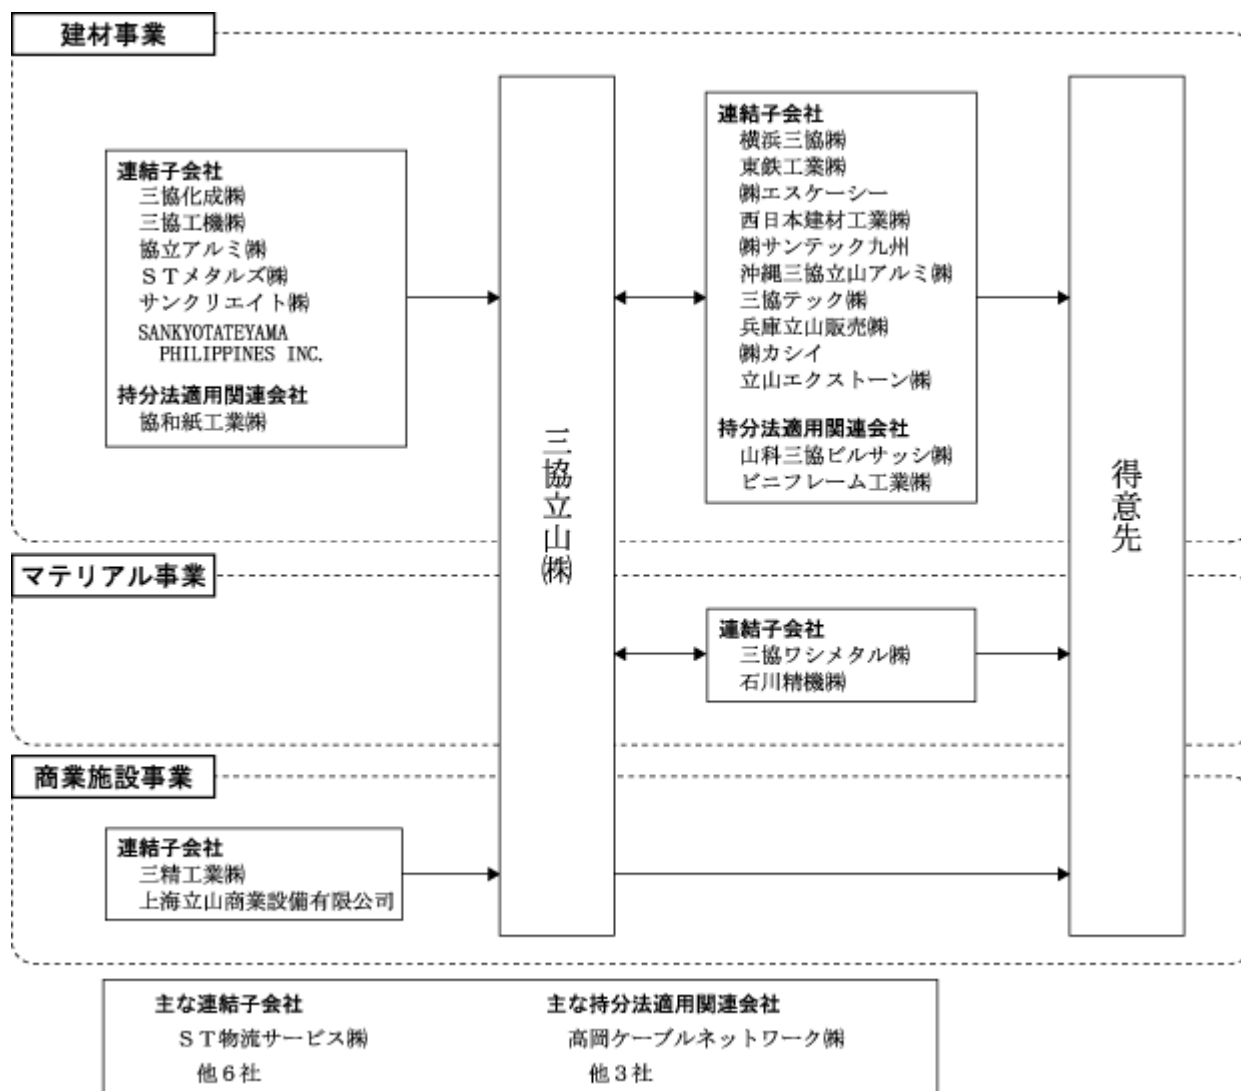 建材事業
連結子会社
三協化成㈱
三協工機㈱
協立アルミ㈱
ＳＴメタルズ㈱
サンクリエイト㈱
SANKYOTATEYAMA
PHILIPPINES INC.
持分法適用関連会社
協和紙工業㈱
三協立山㈱
連結子会社
横浜三協㈱
東鉄工業㈱
㈱エスケーシー
西日本建材工業㈱
㈱サンテック九州
沖縄三協立山アルミ㈱
三協テック㈱
兵庫立山販売㈱
㈱カシイ
立山エクストーン㈱
持分法適用関連会社
山科三協ビルサッシ㈱
ビニフレーム工業㈱
得意先
マテリアル事業
連結子会社
三協ワシメタル㈱
石川精機㈱
商業施設事業
連結子会社
三精工業㈱
上海立山商業設備有限公司
主な連結子会社
ＳＴ物流サービス㈱
他６社
主な持分法適用関連会社
高岡ケーブルネットワーク㈱
他３社